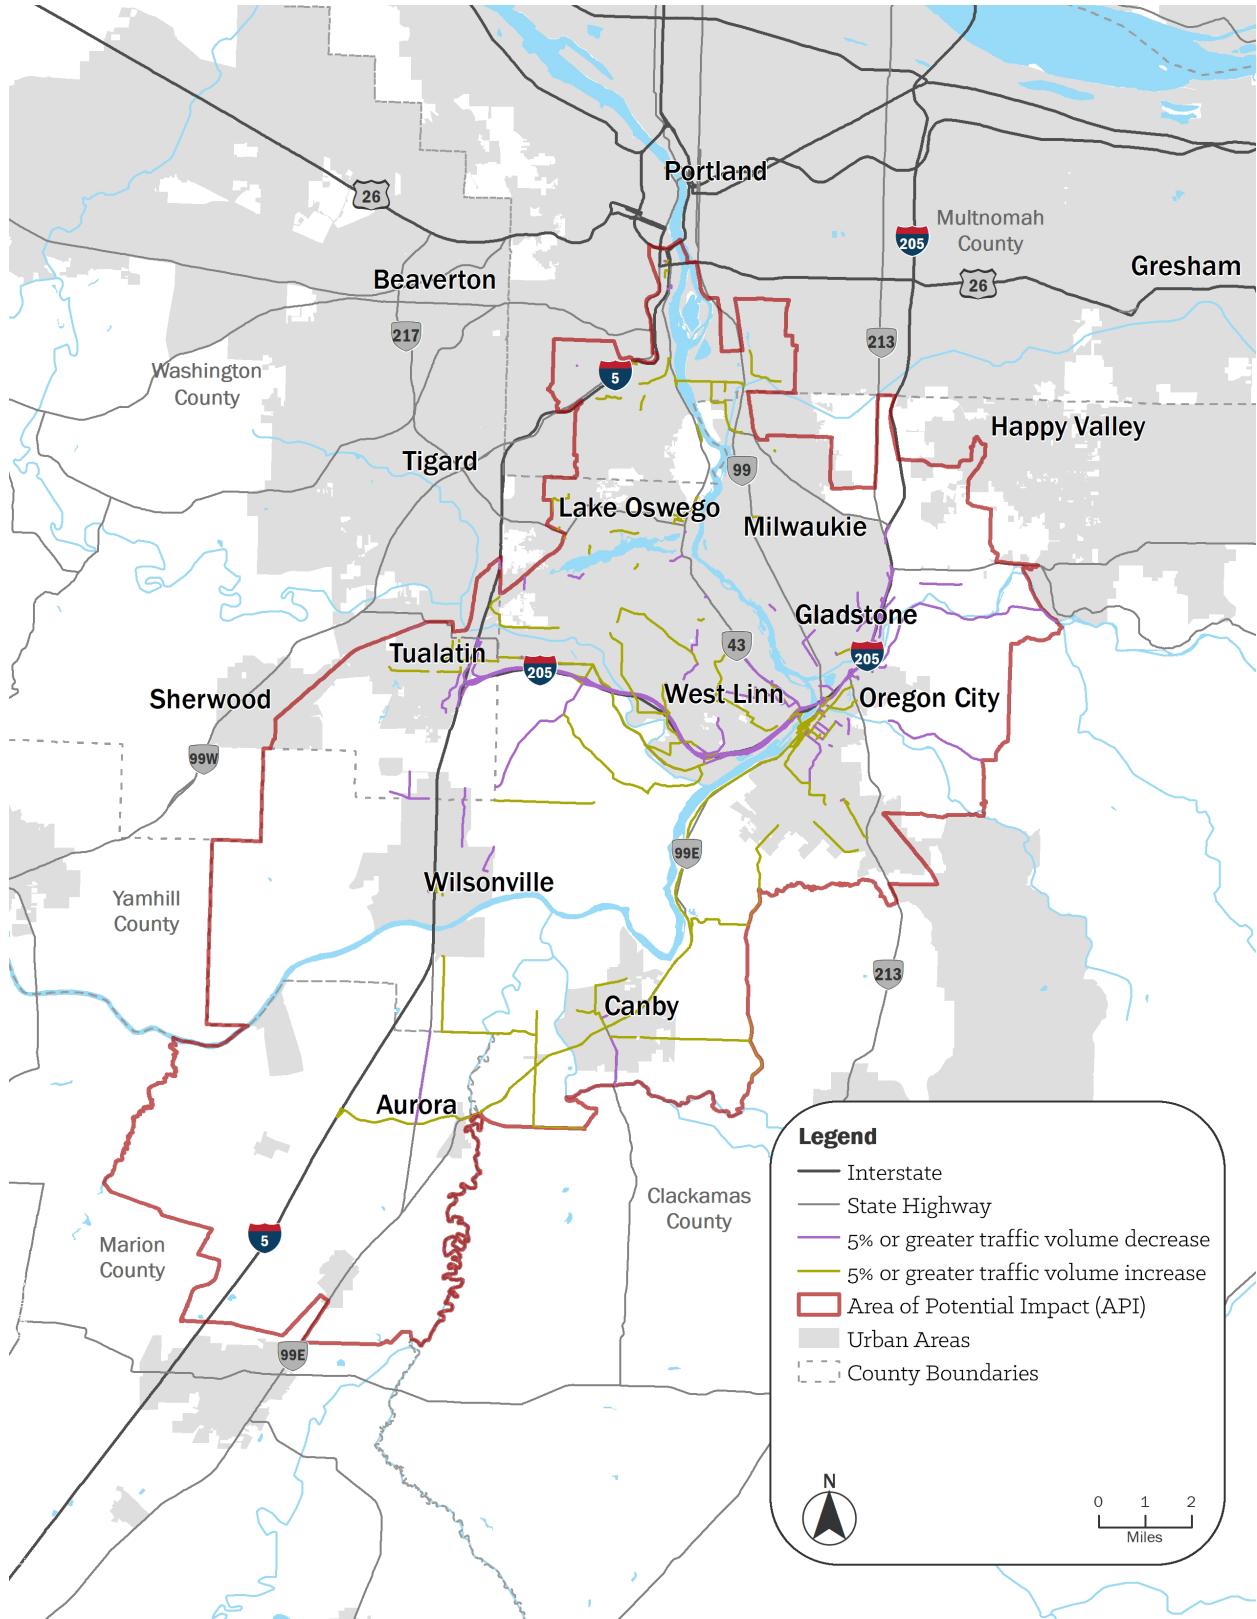 Portland
26
Multnomah
County
205
Gresham
Beaverton
26
217
213
Washington
County
5
Happy Valley
Tigard
99
Lake Oswego
Milwaukie
Gladstone
43
Tualatin
205
205
West Linn
Oregon City
Sherwood
99W
99E
Wilsonville
Yamhill
County
213
Canby
Aurora
Clackamas
County
Marion
County
5
99E
Legend
Interstate
State Highway
5% or greater traffic volume decrease
5% or greater traffic volume increase
Area of Potential Impact (API)
Urban Areas
County Boundaries
N
0 1 2
Miles